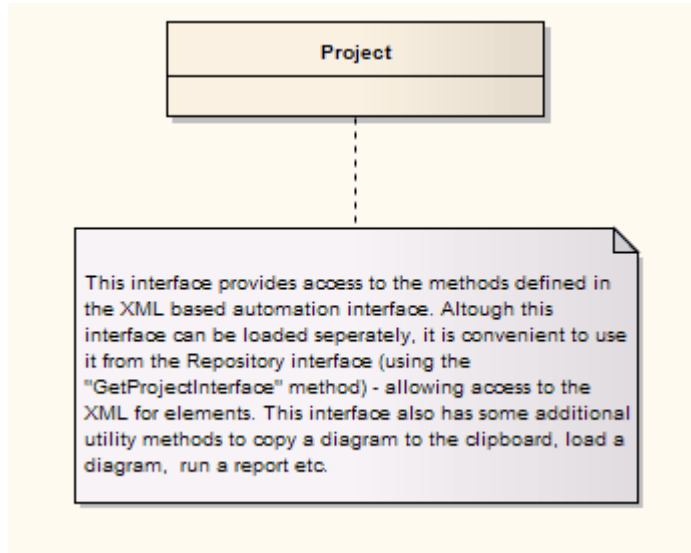 Project
This interface provides access to the methods defined in
the XML based automation interface. Altough this
interface can be loaded seperately, it is convenient to use
it from the Repository interface (using the
"GetProjectInterface" method) - allowing access to the
XML for elements. This interface also has some additional
utility methods to copy a diagram to the clipboard, load a
diagram,  run a report etc.